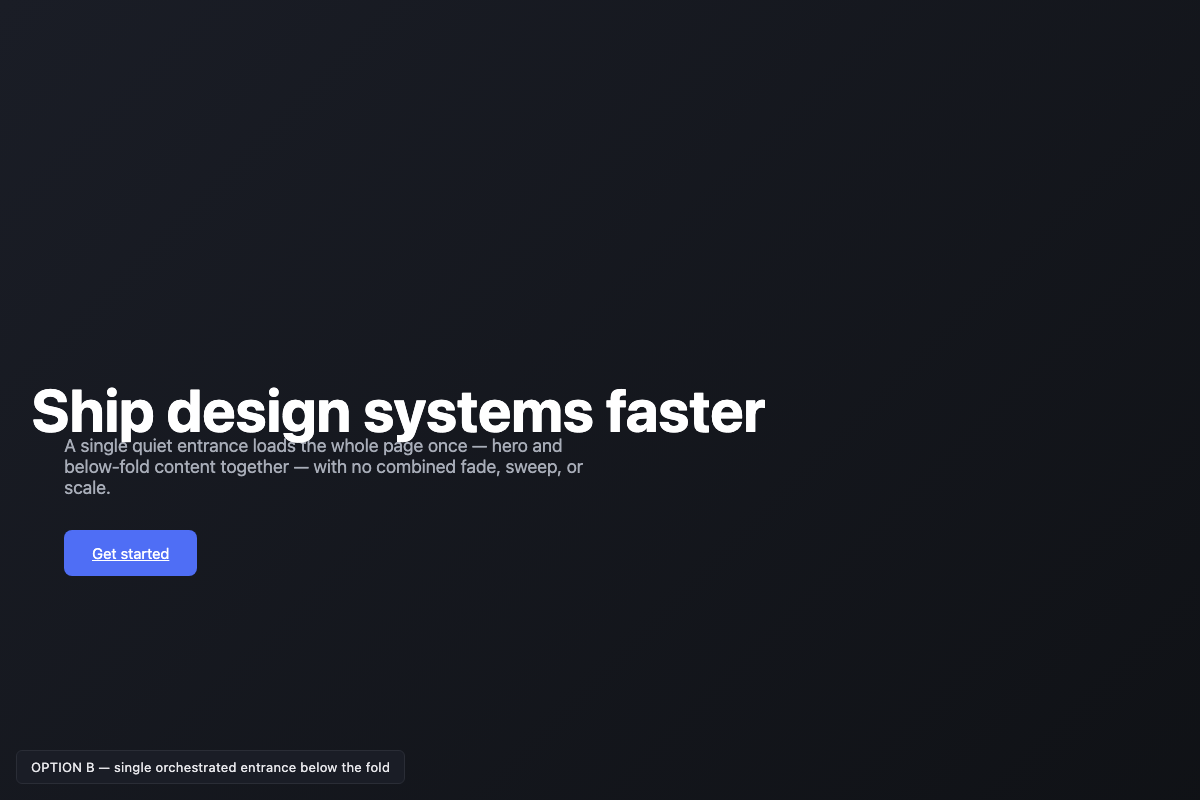 Ship design systems faster
A single quiet entrance loads the whole page once — hero and
below-fold content together — with no combined fade, sweep, or
scale.
Get started
OPTION B — single orchestrated entrance below the fold